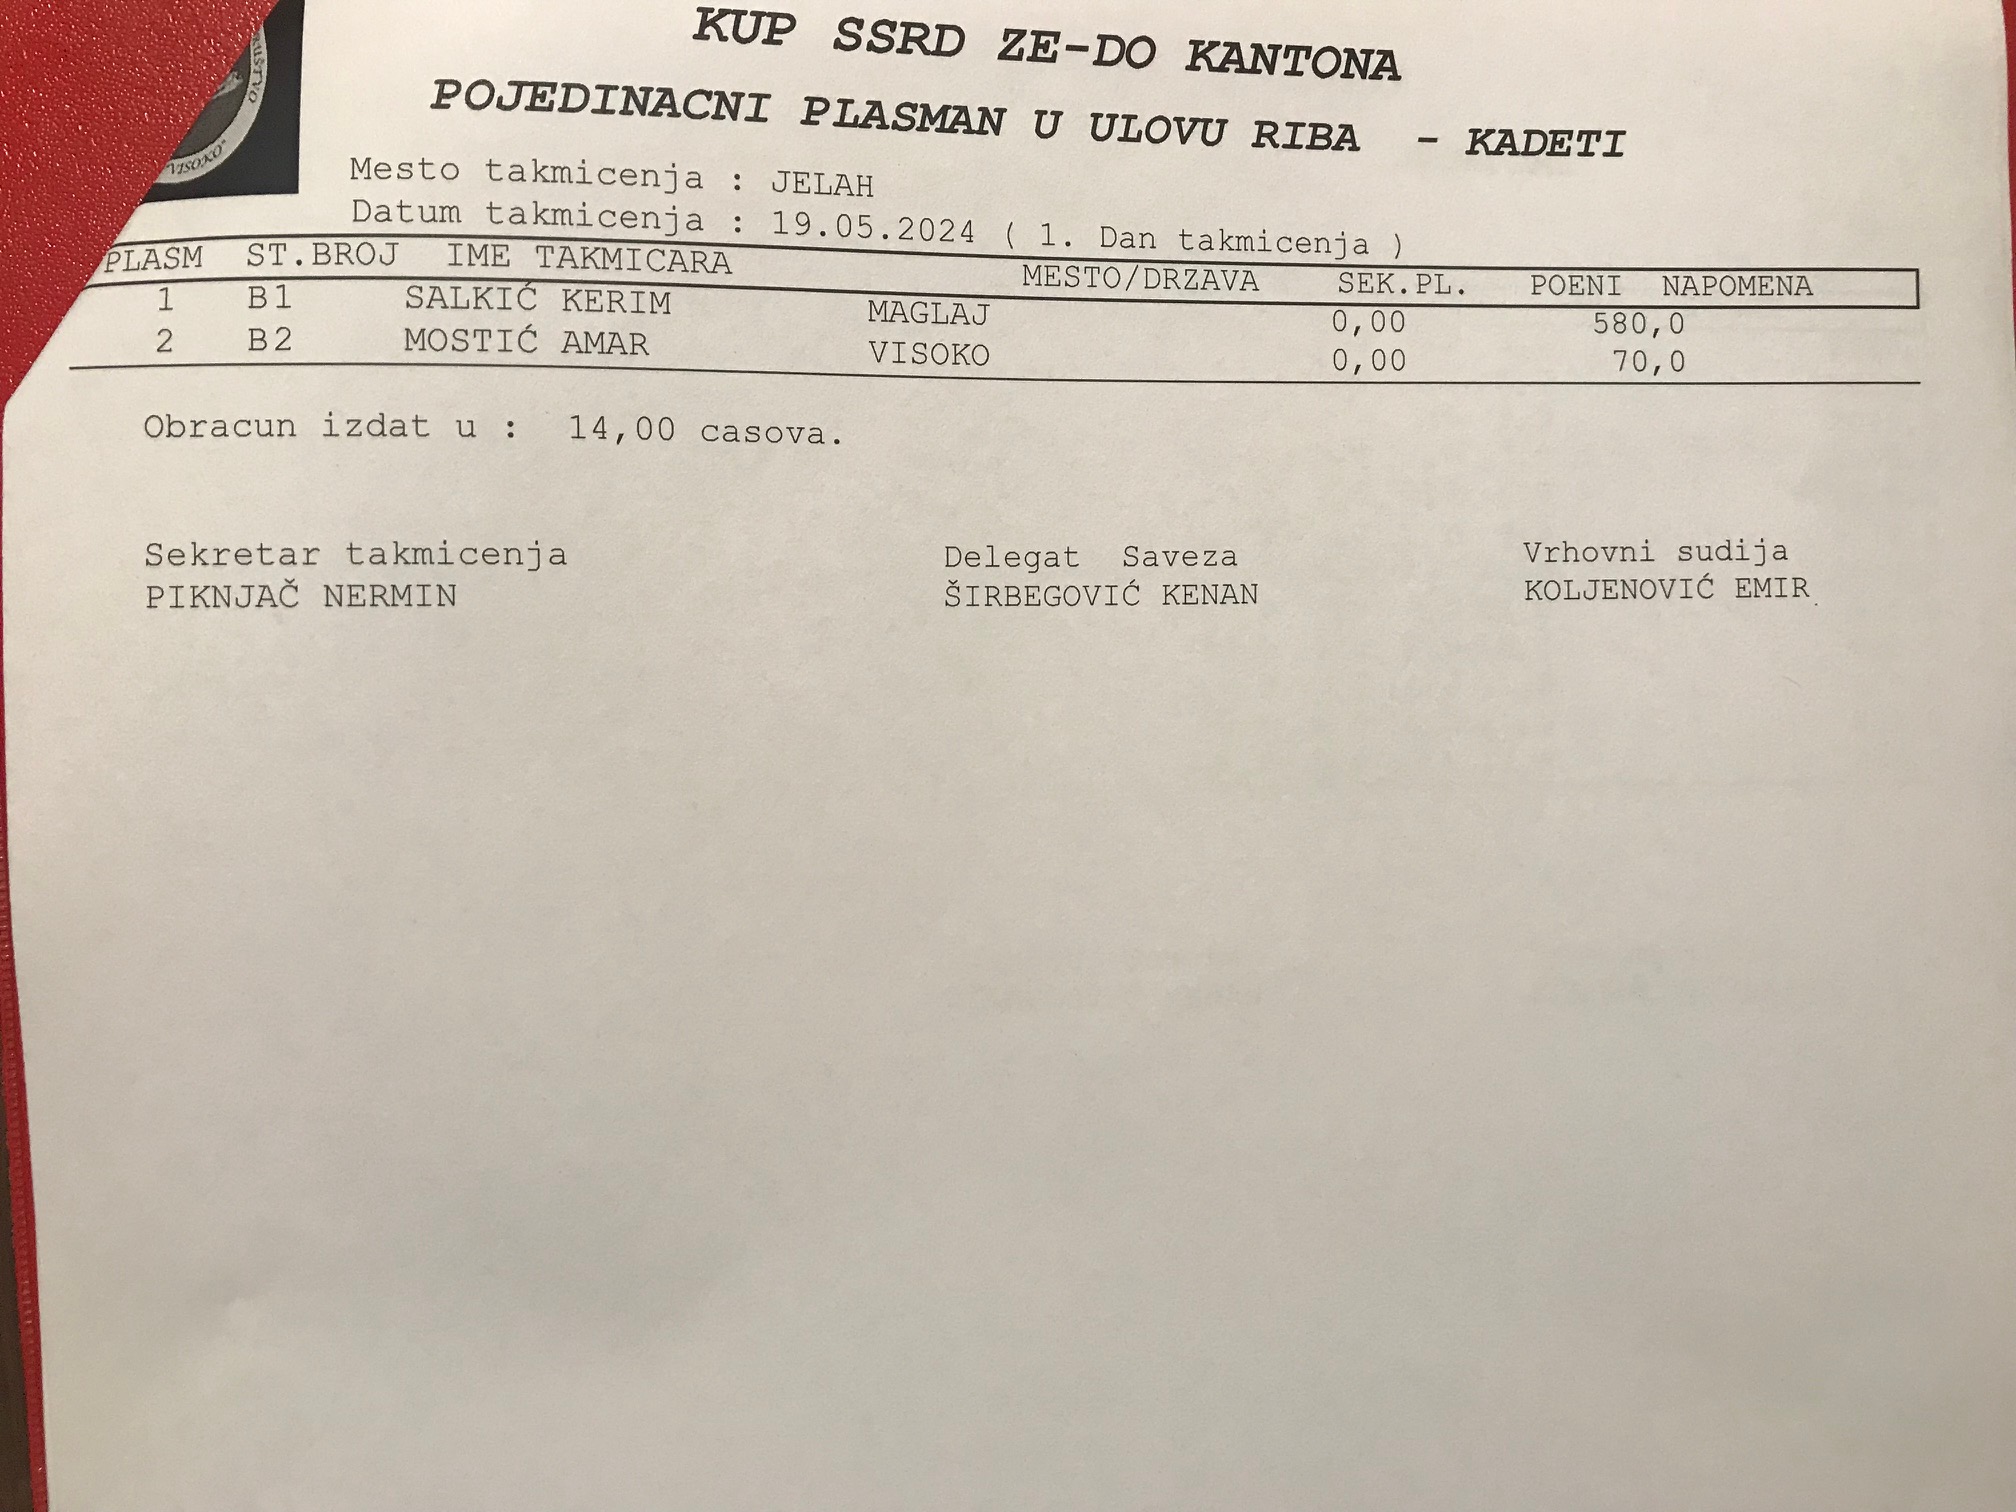 KUP SSRD ZE-DO KANTONA
POJEDINACNI PLASMAN U ULOVU RIBA - KADETI
"VISOKO"
Mesto takmicenja : JELAH
Datum takmicenja : 19.05.2024 ( 1. Dan takmicenja )
PLASM ST.BROJ IME TAKMICARA MESTO/DRZAVA SEK.PL. POENI NAPOMENA
1 B1 SALKIĆ KERIM MAGLAJ 0,00 580,0
2 B2 MOSTIĆ AMAR VISOKO 0,00 70,0
Obracun izdat u : 14,00 casova.
Sekretar takmicenja Delegat Saveza Vrhovni sudija
PIKNJAČ NERMIN ŠIRBEGOVIĆ KENAN KOLJENOVIĆ EMIR